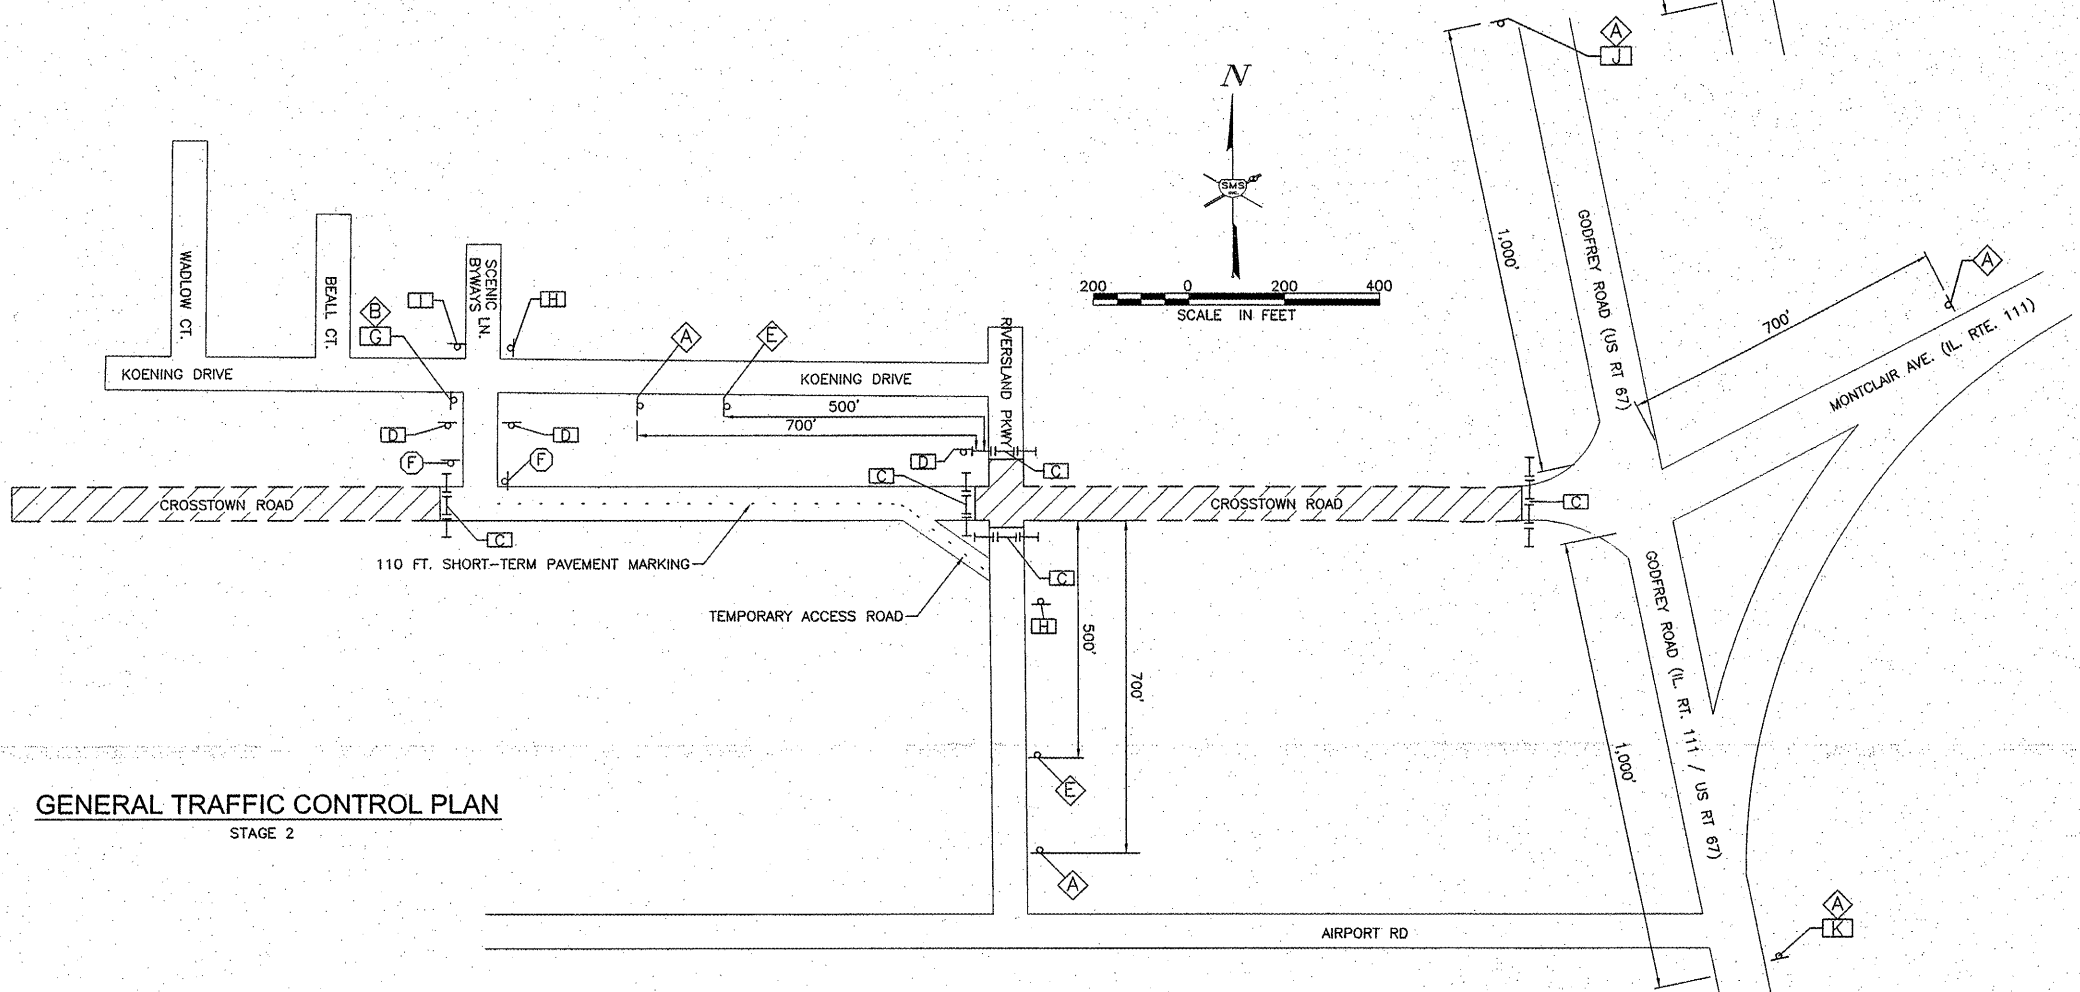 A
J
N
SMS
INC.
200 0 200 400
SCALE IN FEET
GODFREY ROAD (US RT 67)
1,000'
A
700'
MONTCLAIR AVE. (IL. RTE. 111)
WADLOW CT.
BEALL CT.
SCENIC LN.
BYWAYS
B
G
I
H
A
E
RIVERSLAND PKWY
KOENING DRIVE
KOENING DRIVE
500'
700'
D
D
D
F
F
C
C
CROSSTOWN ROAD
CROSSTOWN ROAD
C
C
110 FT. SHORT-TERM PAVEMENT MARKING
C
TEMPORARY ACCESS ROAD
H
500'
700'
GODFREY ROAD (IL. RT. 111 / US RT 67)
1,000'
E
A
GENERAL TRAFFIC CONTROL PLAN
STAGE 2
A
K
AIRPORT RD